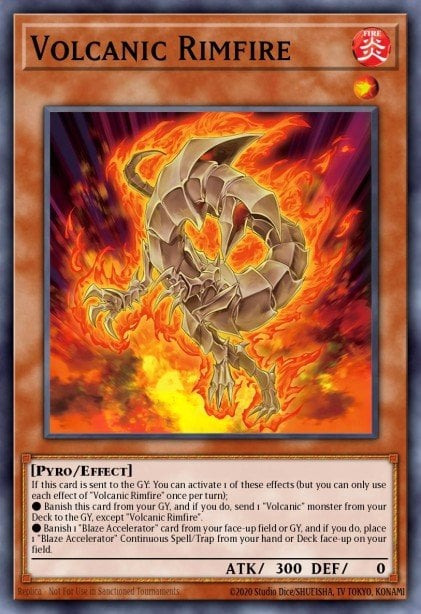 VOLCANIC RIMFIRE
FIRE
炎
[PYRO/EFFECT]
If this card is sent to the GY: You can activate 1 of these effects (but you can only use
each effect of "Volcanic Rimfire" once per turn);
● Banish this card from your GY, and if you do, send 1 "Volcanic" monster from your
Deck to the GY, except "Volcanic Rimfire".
● Banish 1 "Blaze Accelerator" card from your face-up field or GY, and if you do, place
1 "Blaze Accelerator" Continuous Spell/Trap from your hand or Deck face-up on your
field.
ATK/ 300 DEF/ 0
Replica - Not For Use in Sanctioned Tournaments
©2020 Studio Dice/SHUEISHA, TV TOKYO, KONAMI